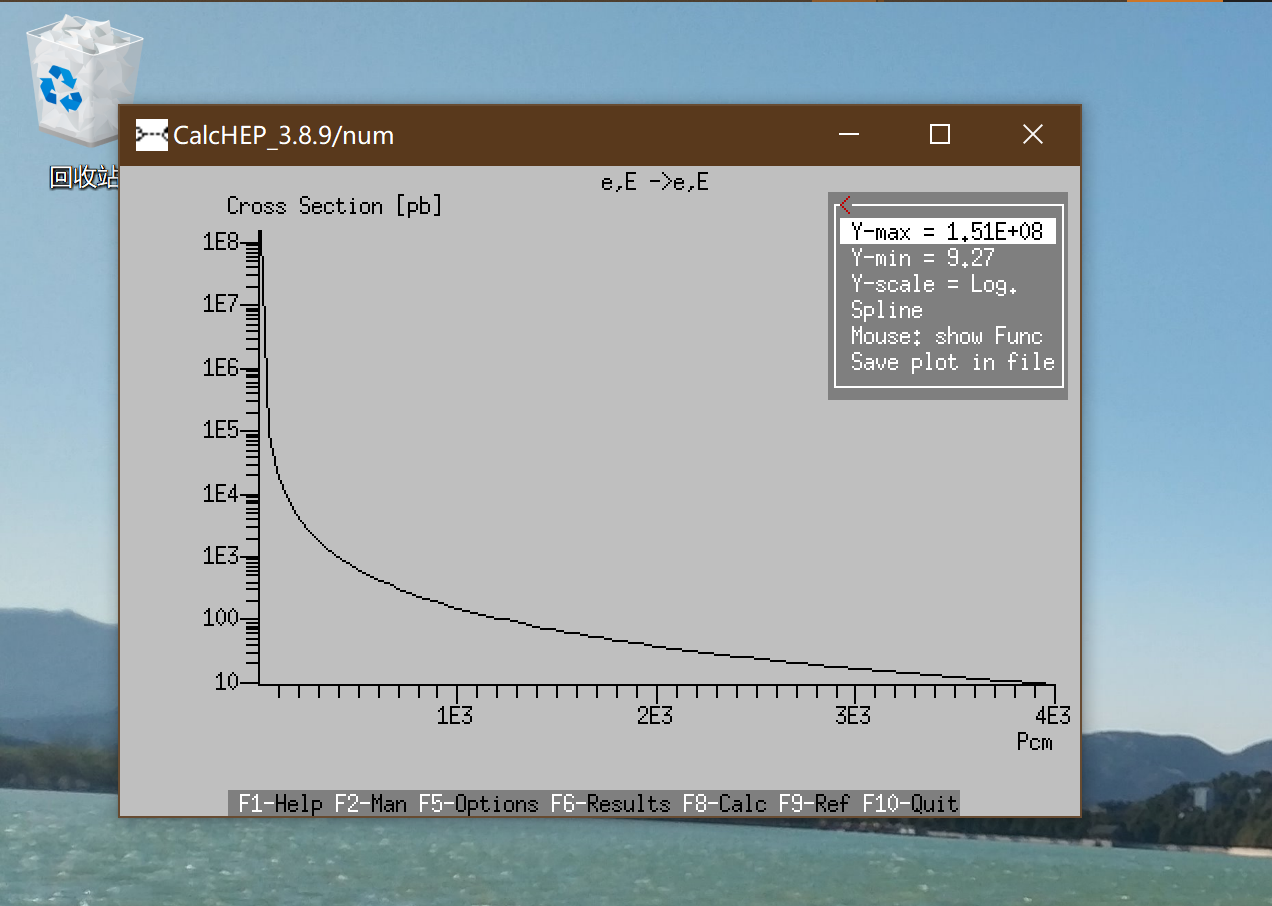 回收站
CalcHEP_3.8.9/num
e,E ->e,E
Cross Section [pb]
Y-max = 1.51E+08
Y-min = 9.27
Y-scale = Log.
Spline
Mouse: show Func
Save plot in file
1E8
1E7
1E6
1E5
1E4
1E3
100
10
1E3 2E3 3E3 4E3
Pcm
F1-Help F2-Man F5-Options F6-Results F8-Calc F9-Ref F10-Quit